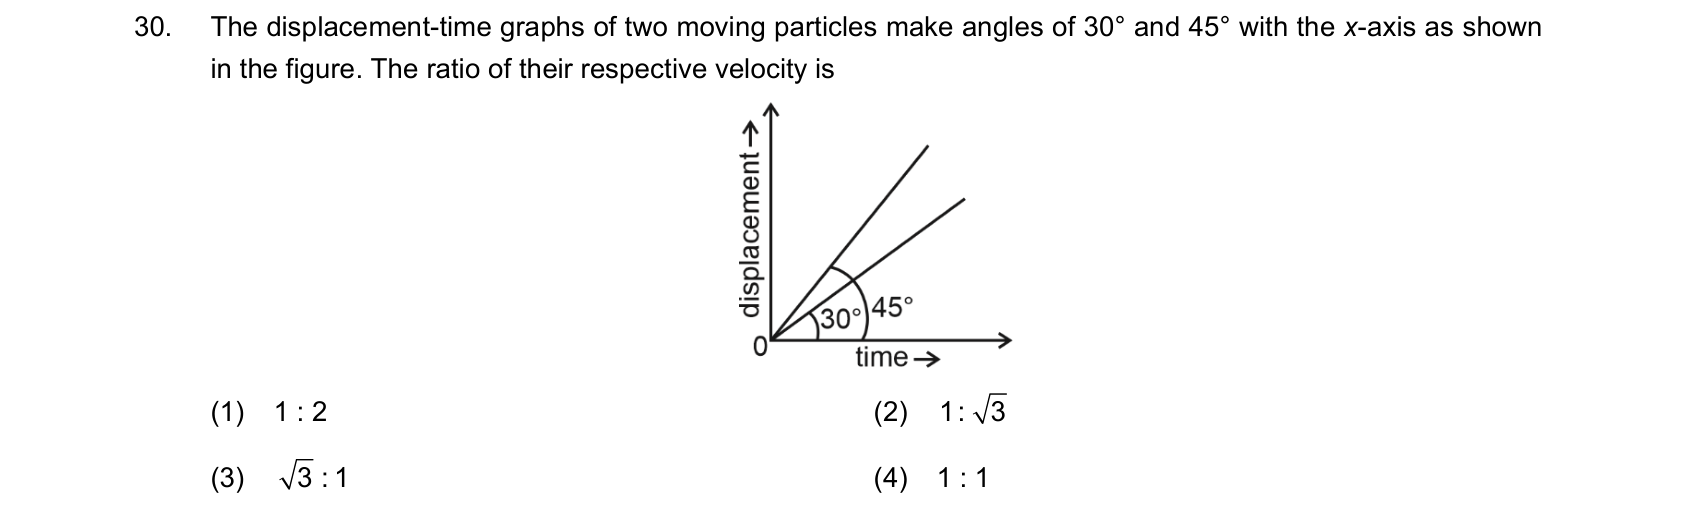 30. The displacement-time graphs of two moving particles make angles of 30° and 45° with the x-axis as shown
in the figure. The ratio of their respective velocity is
displacement→
45°
30°
0
time→
(1) 1 : 2
(2) 1 : √3
(3) √3 : 1
(4) 1 : 1